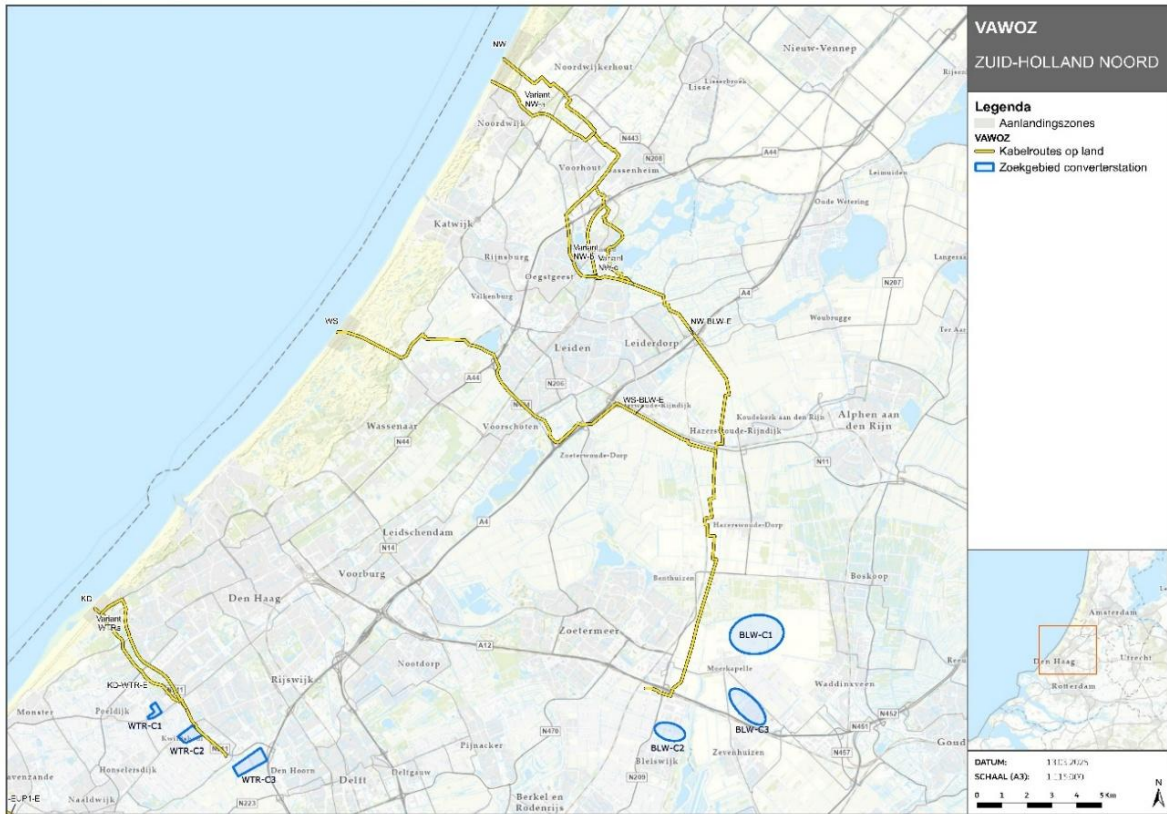 VAWOZ
ZUID-HOLLAND NOORD
Legenda
Aanlandingszones
VAWOZ
Kabelroutes op land
Zoekgebied converterstation
NW
Noordwijkerhout
Nieuw-Vennep
Lisse
Variant
Noordwijk
N443
N208
A44
Voorhout
Leimuiden
Oude Wetering
Katwijk
Rijnsburg
Variant
NW-B
Variant
Oegstgeest
Valkenburg
A4
N207
Woubrugge
WS
NW-BLW-E
Leiden
Leiderdorp
A44
N206
WS-BLW-E
Wassenaar
N44
Voorschoten
Koudekerk aan den Rijn
Hazerswoude-Rijndijk
Alphen aan
den Rijn
Zoeterwoude-Dorp
N11
Leidschendam
A4
N14
Hazerswoude-Dorp
Voorburg
Benthuizen
Boskoop
KD
Den Haag
Variant
Zoetermeer
BLW-C1
A12
Nootdorp
Moerkapelle
Rijswijk
KD-WTR-E
Waddinxveen
Monster
Poeldijk
WTR-C1
WTR-C2
BLW-C3
N452
N451
N470
BLW-C2
Pijnacker
Zevenhuizen
N457
Bleiswijk
Honselersdijk
WTR-C3
Den Hoorn
Delft
Delfgauw
N209
Naaldwijk
N223
Berkel en
Rodenrijs
Amsterdam
Den Haag
Utrecht
Rotterdam
DATUM:
SCHAAL (A3):
0 1 2 3 4 5 Km
N